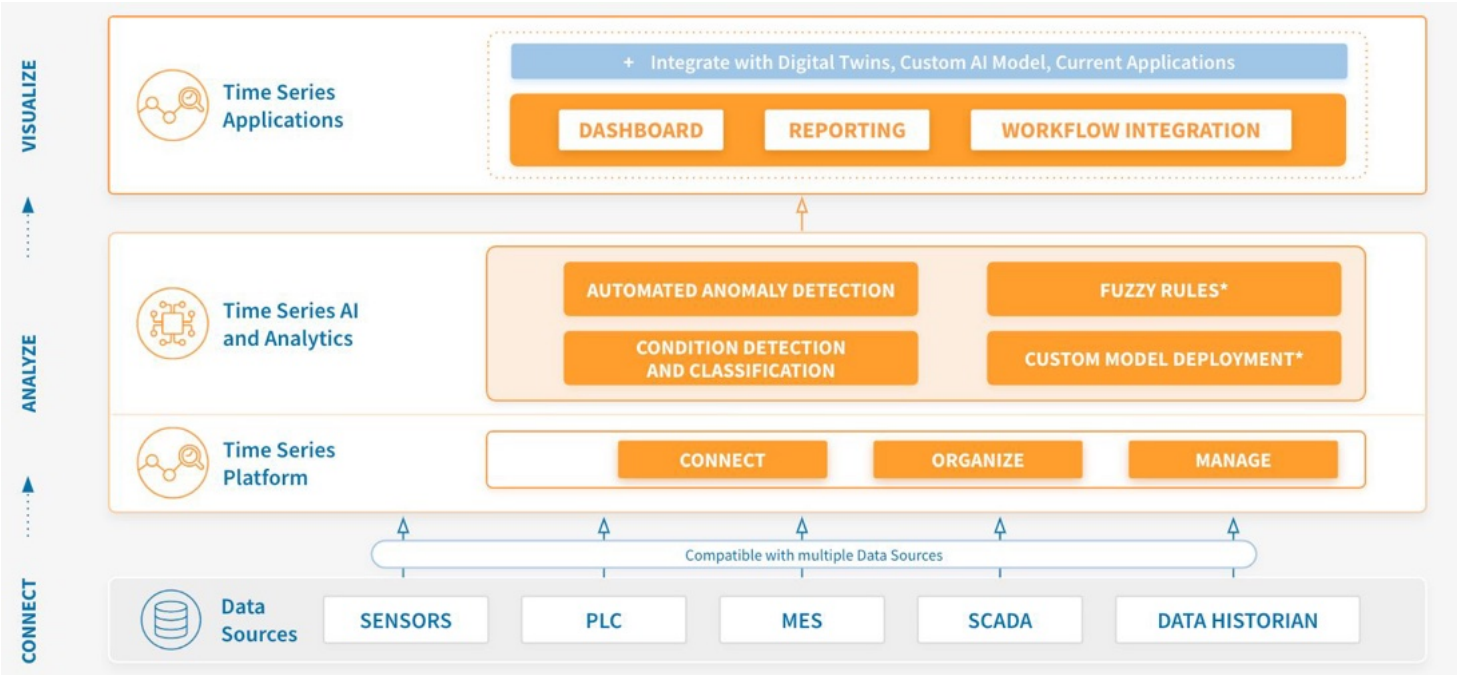 VISUALIZE
Time Series
Applications
+ Integrate with Digital Twins, Custom AI Model, Current Applications
DASHBOARD
REPORTING
WORKFLOW INTEGRATION
ANALYZE
Time Series AI
and Analytics
AUTOMATED ANOMALY DETECTION
FUZZY RULES*
CONDITION DETECTION
AND CLASSIFICATION
CUSTOM MODEL DEPLOYMENT*
Time Series
Platform
CONNECT
ORGANIZE
MANAGE
Compatible with multiple Data Sources
CONNECT
Data
Sources
SENSORS
PLC
MES
SCADA
DATA HISTORIAN